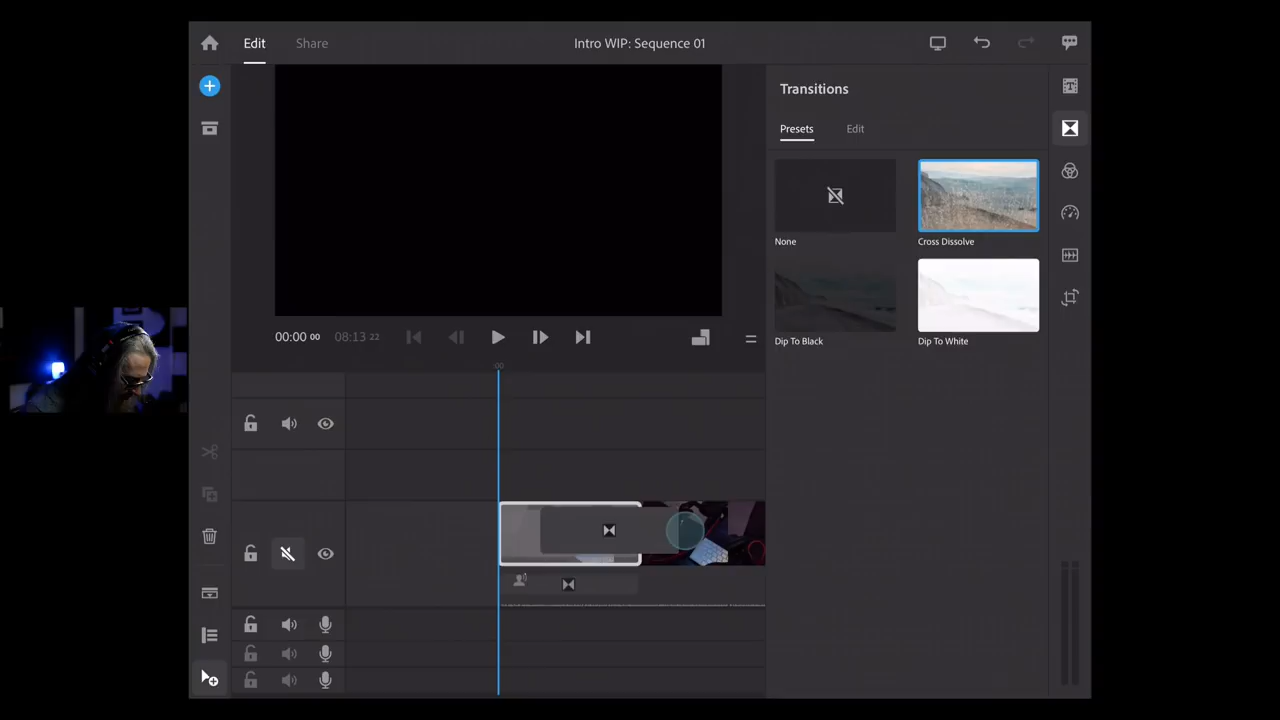 Edit
Share
Intro WIP: Sequence 01
Transitions
Presets
Edit
None
Cross Dissolve
Dip To Black
Dip To White
00:00 00
08:13 22
00